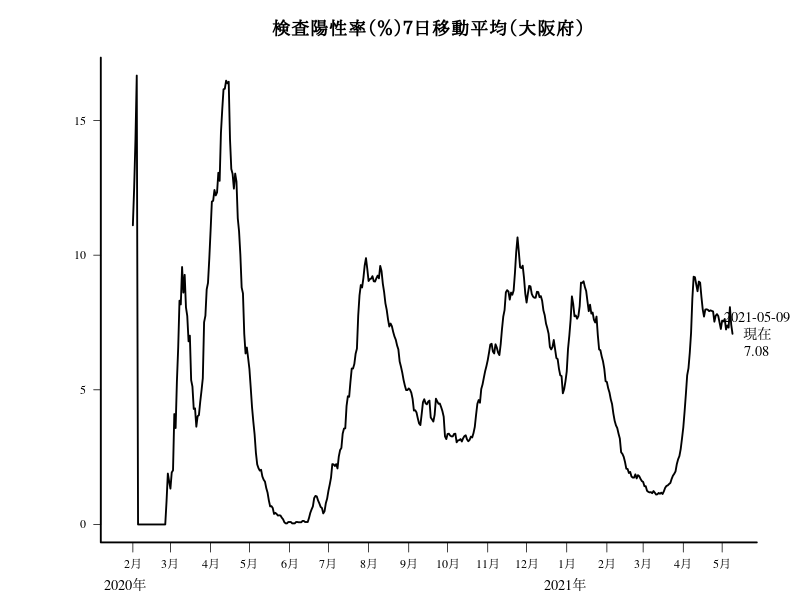 検査陽性率(%)7日移動平均(大阪府)
15
10
5
0
2021-05-09
現在
7.08
2月 3月 4月 5月 6月 7月 8月 9月 10月 11月 12月 1月 2月 3月 4月 5月
2020年 2021年